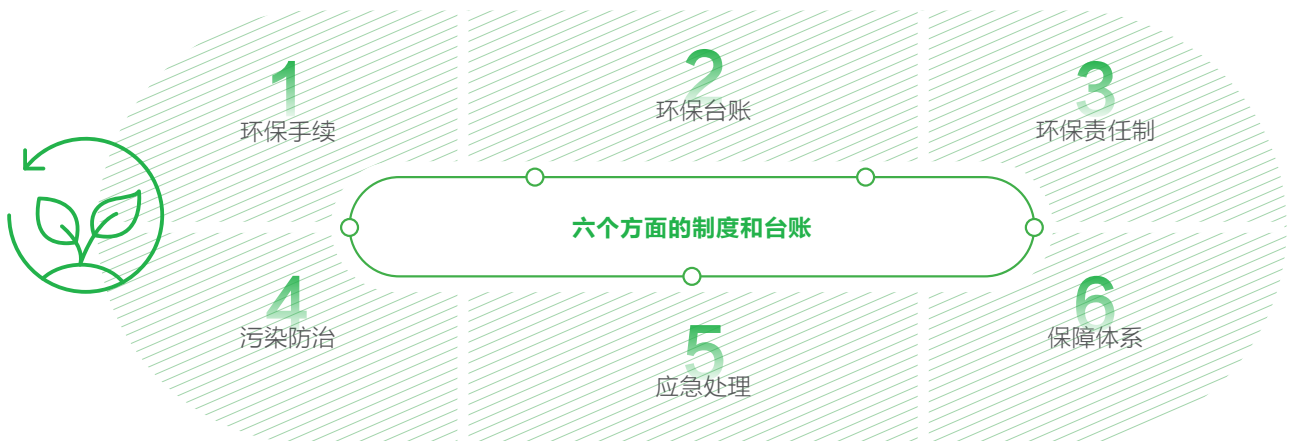 1
环保手续
2
环保台账
3
环保责任制
六个方面的制度和台账
4
污染防治
5
应急处理
6
保障体系